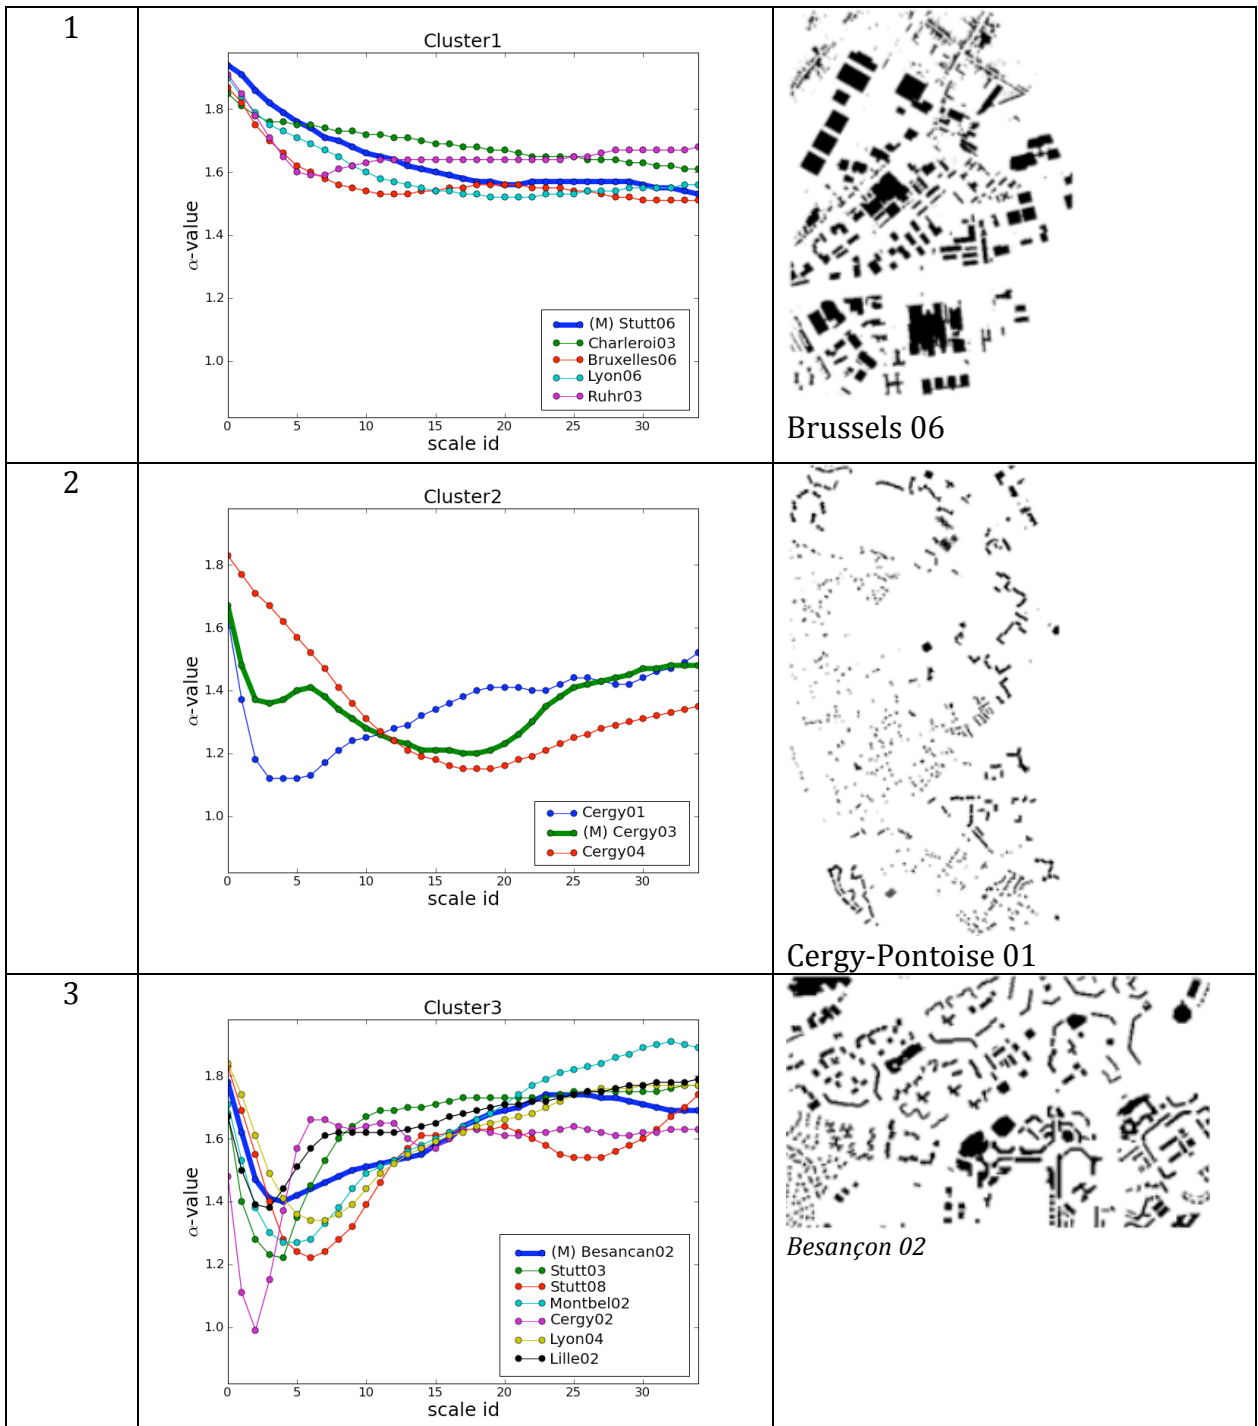 1
Cluster1
1.8
1.6
1.4
1.2
1.0
α-value
0 5 10 15 20 25 30
scale id
(M) Stutt06
Charleroi03
Bruxelles06
Lyon06
Ruhr03
Brussels 06
2
Cluster2
1.8
1.6
1.4
1.2
1.0
α-value
0 5 10 15 20 25 30
scale id
Cergy01
(M) Cergy03
Cergy04
Cergy-Pontoise 01
3
Cluster3
1.8
1.6
1.4
1.2
1.0
α-value
0 5 10 15 20 25 30
scale id
(M) Besancan02
Stutt03
Stutt08
Montbel02
Cergy02
Lyon04
Lille02
Besançon 02